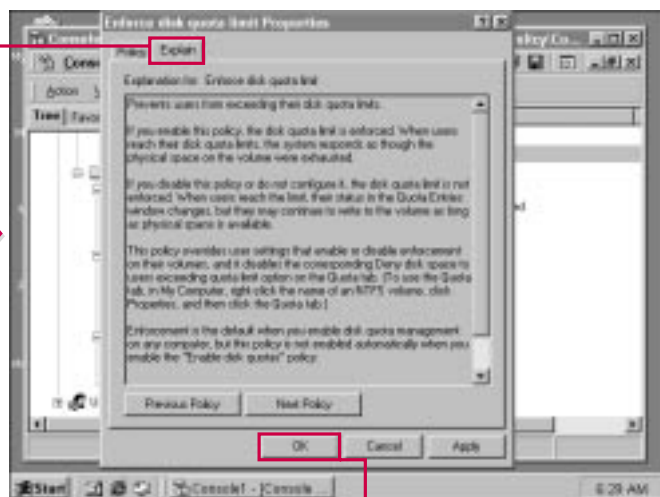 Enforce disk quota limit Properties
Policy Explain
Explanation for: Enforce disk quota limit
Prevents users from exceeding their disk quota limits.
If you enable this policy, the disk quota limit is enforced. When users
reach their disk quota limits, the system responds as though the
physical space on the volume were exhausted.
If you disable this policy or do not configure it, the disk quota limit is not
enforced. When users reach the limit, their status in the Quota Entries
window changes, but they may continue to write to the volume as long
as physical space is available.
This policy overrides user settings that enable or disable enforcement
on their volumes, and it disables the corresponding Deny disk space to
users exceeding quota limit option on the Quota tab. (To use the Quota
tab, in My Computer, right click the name of an NTFS volume, click
Properties, and then click the Quota tab.)
Enforcement is the default when you enable disk quota management
on any computer, but this policy is not enabled automatically when you
enable the "Enable disk quotas" policy.
Previous Policy Next Policy
OK Cancel Apply
Action
Tree Favor
Start Console1 - [Console ... 6:29 AM